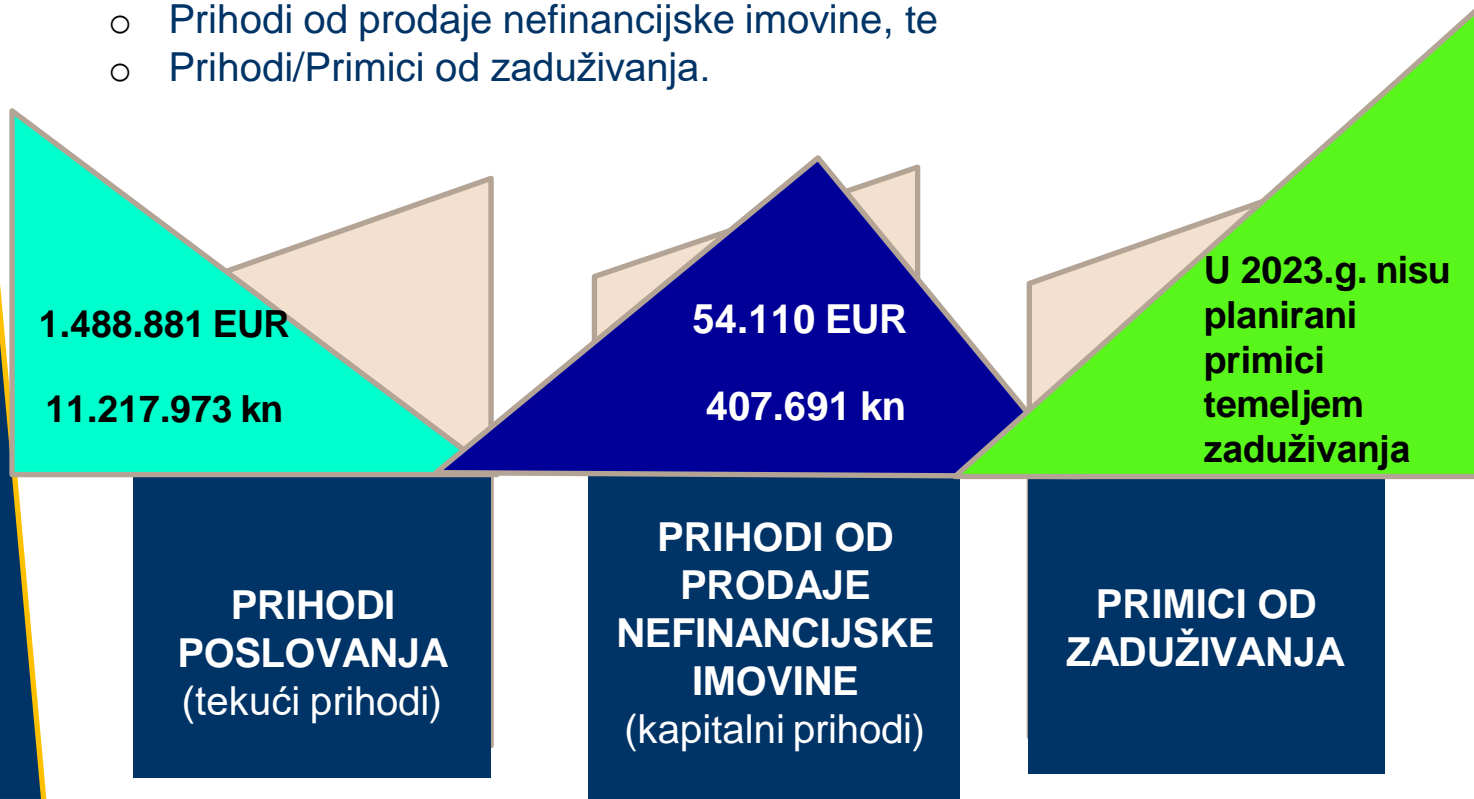 o Prihodi od prodaje nefinancijske imovine, te
o Prihodi/Primici od zaduživanja.
1.488.881 EUR
11.217.973 kn
54.110 EUR
407.691 kn
U 2023.g. nisu
planirani
primici
temeljem
zaduživanja
PRIHODI
POSLOVANJA
(tekući prihodi)
PRIHODI OD
PRODAJE
NEFINANCIJSKE
IMOVINE
(kapitalni prihodi)
PRIMICI OD
ZADUŽIVANJA